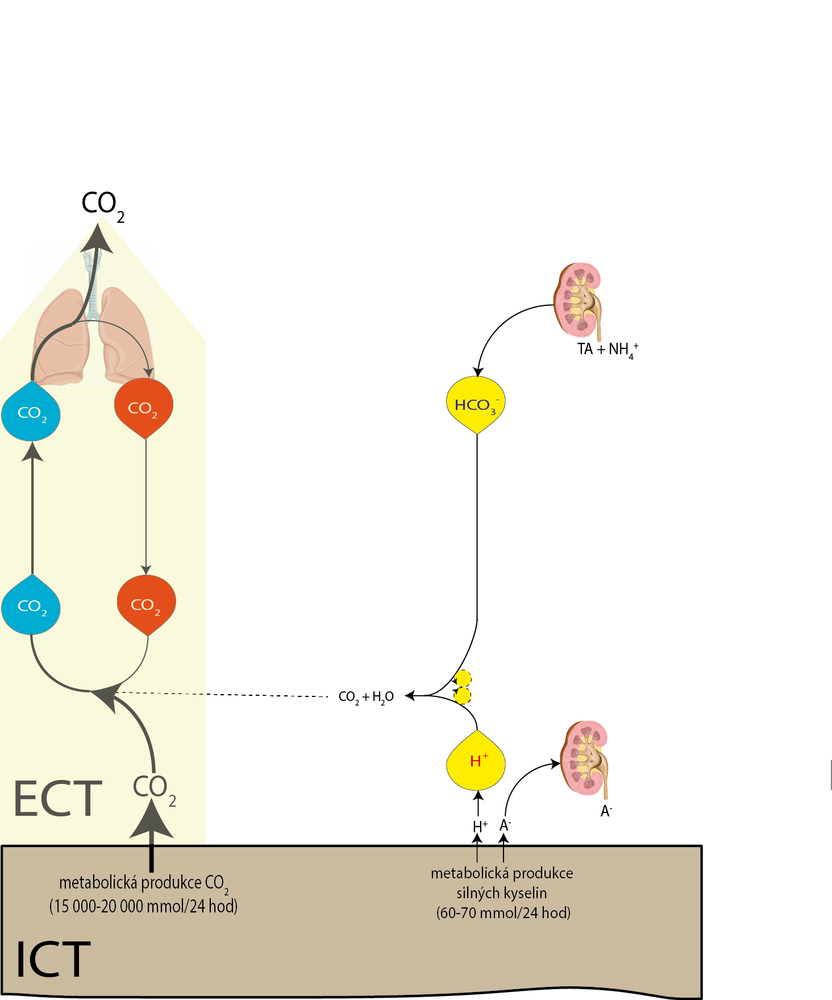 CO₂
TA + NH₄⁺
CO₂
CO₂
HCO₃⁻
CO₂
CO₂
CO₂ + H₂O
H⁺
ECT
CO₂
A⁻
H⁺
A⁻
metabolická produkce CO₂
(15 000-20 000 mmol/24 hod)
metabolická produkce
silných kyselin
(60-70 mmol/24 hod)
ICT